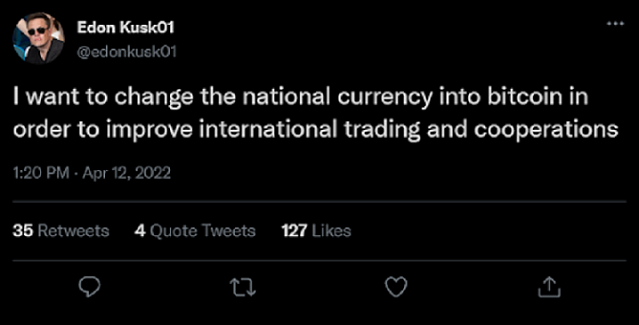 Edon Kusk01
@edonkusk01
I want to change the national currency into bitcoin in
order to improve international trading and cooperations
1:20 PM · Apr 12, 2022
35 Retweets 4 Quote Tweets 127 Likes